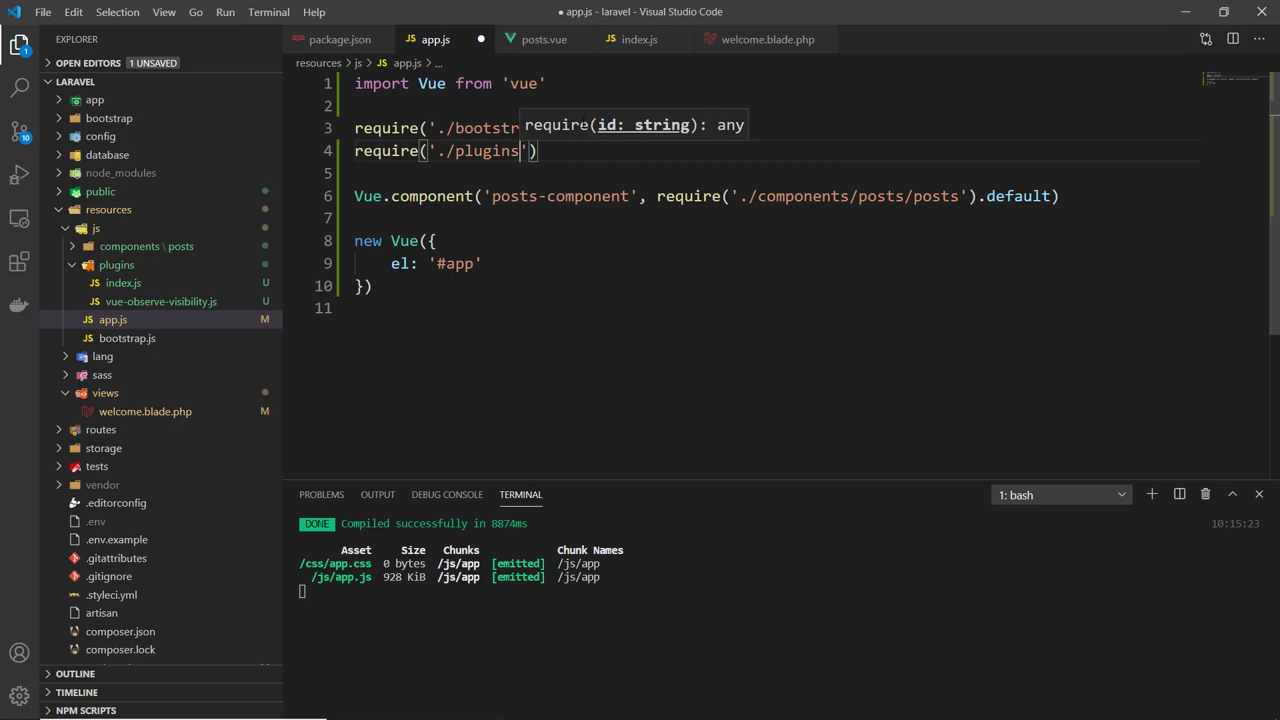 File Edit Selection View Go Run Terminal Help
● app.js - laravel - Visual Studio Code
EXPLORER
package.json
JS app.js
posts.vue
JS index.js
welcome.blade.php
1
10
OPEN EDITORS 1 UNSAVED
LARAVEL
app
bootstrap
config
database
node_modules
public
resources
js
components \ posts
plugins
JS index.js U
JS vue-observe-visibility.js U
JS app.js M
JS bootstrap.js
lang
sass
views
welcome.blade.php M
routes
storage
tests
vendor
.editorconfig
.env
.env.example
.gitattributes
.gitignore
.styleci.yml
artisan
composer.json
composer.lock
OUTLINE
TIMELINE
NPM SCRIPTS
resources > js > JS app.js > ...
1 import Vue from 'vue'
2
3 require('./bootstr
require(id: string): any
4 require('./plugins')
5
6 Vue.component('posts-component', require('./components/posts/posts').default)
7
8 new Vue({
9 el: '#app'
10 })
11
PROBLEMS OUTPUT DEBUG CONSOLE TERMINAL
1: bash
DONE Compiled successfully in 8874ms 10:15:23
Asset Size Chunks Chunk Names
/css/app.css 0 bytes /js/app [emitted] /js/app
/js/app.js 928 KiB /js/app [emitted] /js/app